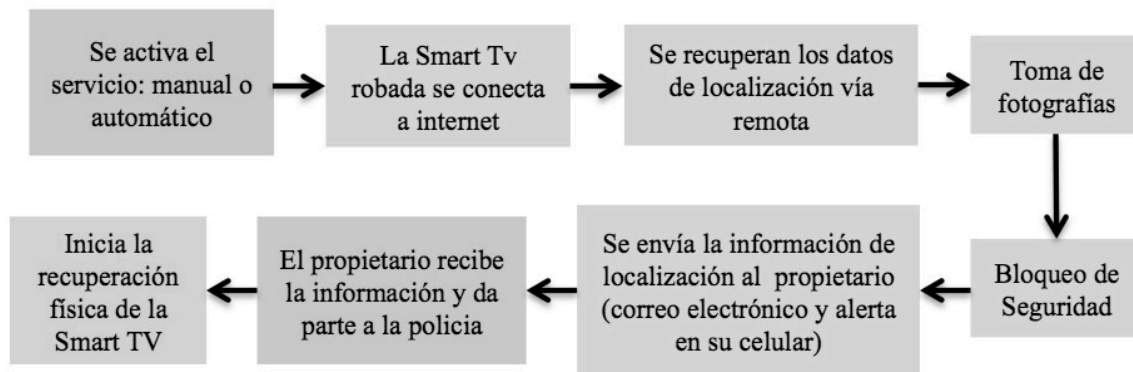 Se activa el
servicio: manual o
automático
La Smart Tv
robada se conecta
a internet
Se recuperan los datos
de localización vía
remota
Toma de
fotografías
Bloqueo de
Seguridad
Se envía la información de
localización al propietario
(correo electrónico y alerta
en su celular)
El propietario recibe
la información y da
parte a la policia
Inicia la
recuperación
física de la
Smart TV